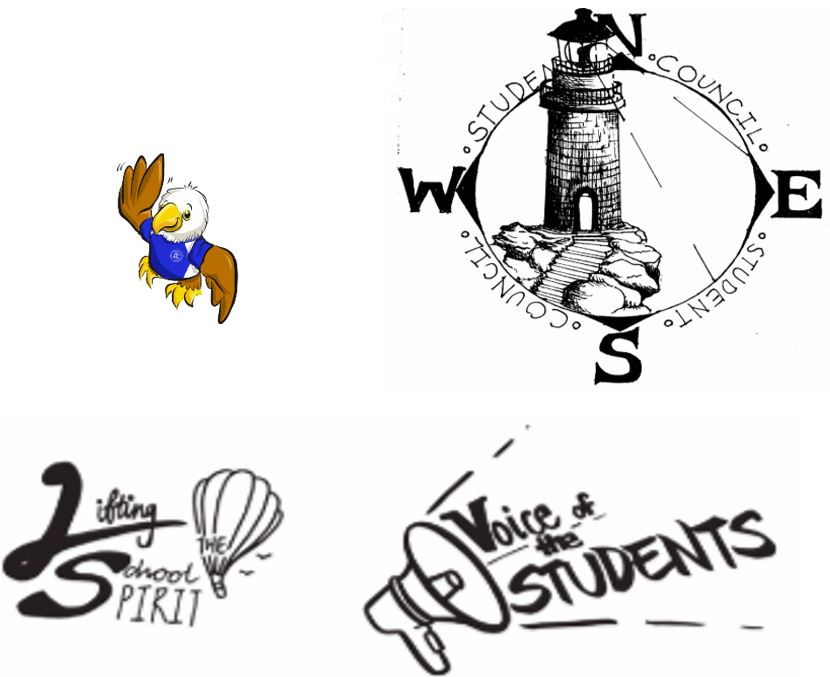 N
STUDENT COUNCIL
W
E
COUNCIL
STUDENT
S
Lifting
THE
School
SPIRIT
Voice of
the
STUDENTS